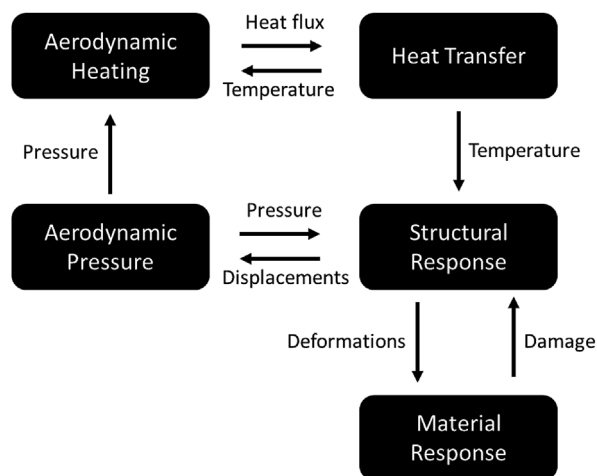 Aerodynamic
Heating
Heat flux
Temperature
Heat Transfer
Pressure
Temperature
Aerodynamic
Pressure
Pressure
Displacements
Structural
Response
Deformations
Damage
Material
Response